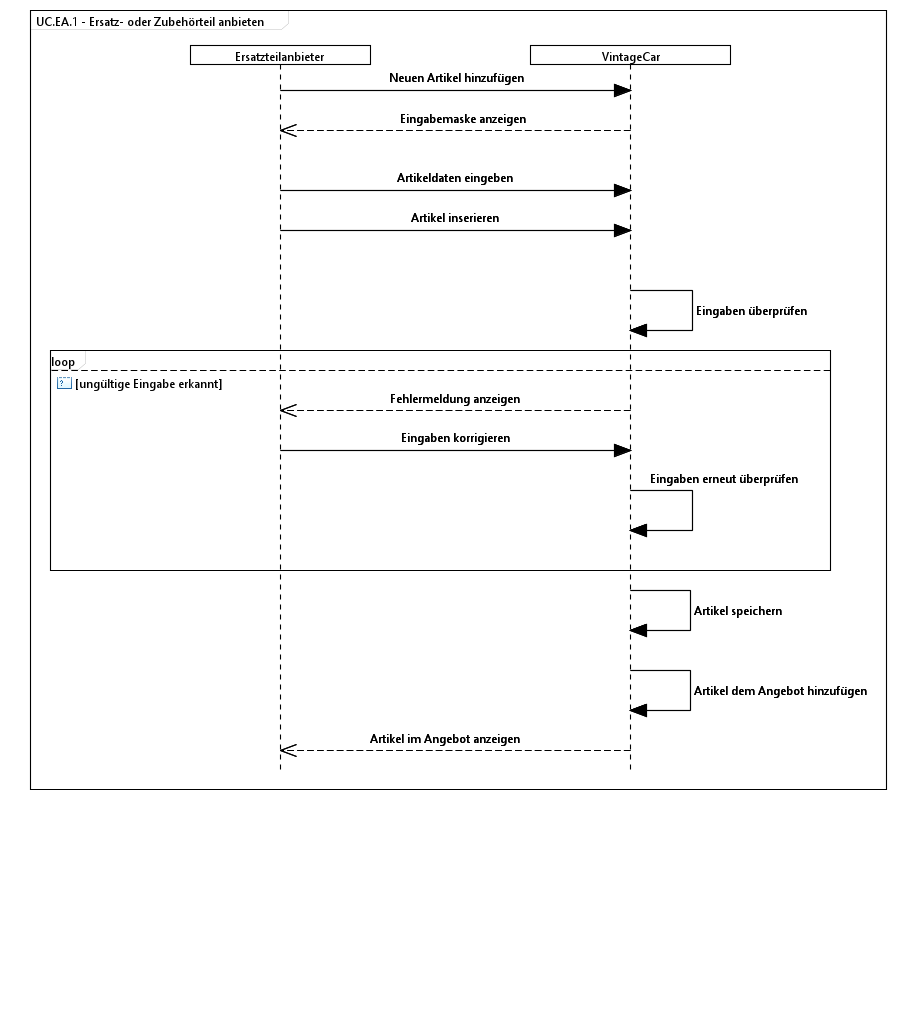 UC.EA.1 - Ersatz- oder Zubehörteil anbieten
Ersatzteilanbieter
VintageCar
Neuen Artikel hinzufügen
Eingabemaske anzeigen
Artikeldaten eingeben
Artikel inserieren
Eingaben überprüfen
loop
? [ungültige Eingabe erkannt]
Fehlermeldung anzeigen
Eingaben korrigieren
Eingaben erneut überprüfen
Artikel speichern
Artikel dem Angebot hinzufügen
Artikel im Angebot anzeigen